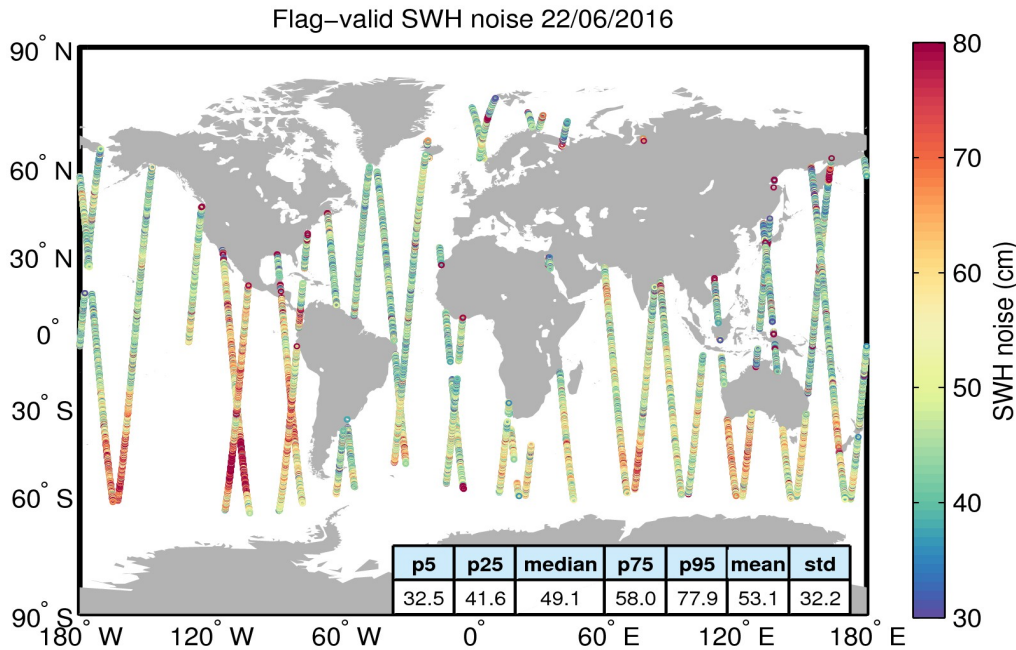 Flag−valid SWH noise 22/06/2016
90° N
60° N
30° N
0°
30° S
60° S
90° S
180° W
120° W
60° W
0°
60° E
120° E
180° E
80
70
60
50
40
30
SWH noise (cm)
p5 p25 median p75 p95 mean std
32.5 41.6 49.1 58.0 77.9 53.1 32.2